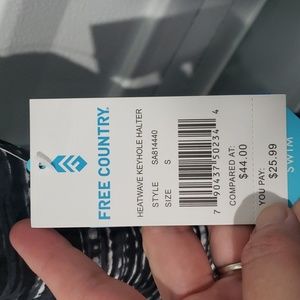 FREE COUNTRY.
HEATWAVE KEYHOLE HALTER
STYLE SA814440
SIZE S
7 90437 50234 4
COMPARED AT:
$44.00
YOU PAY:
$25.99
SWIM